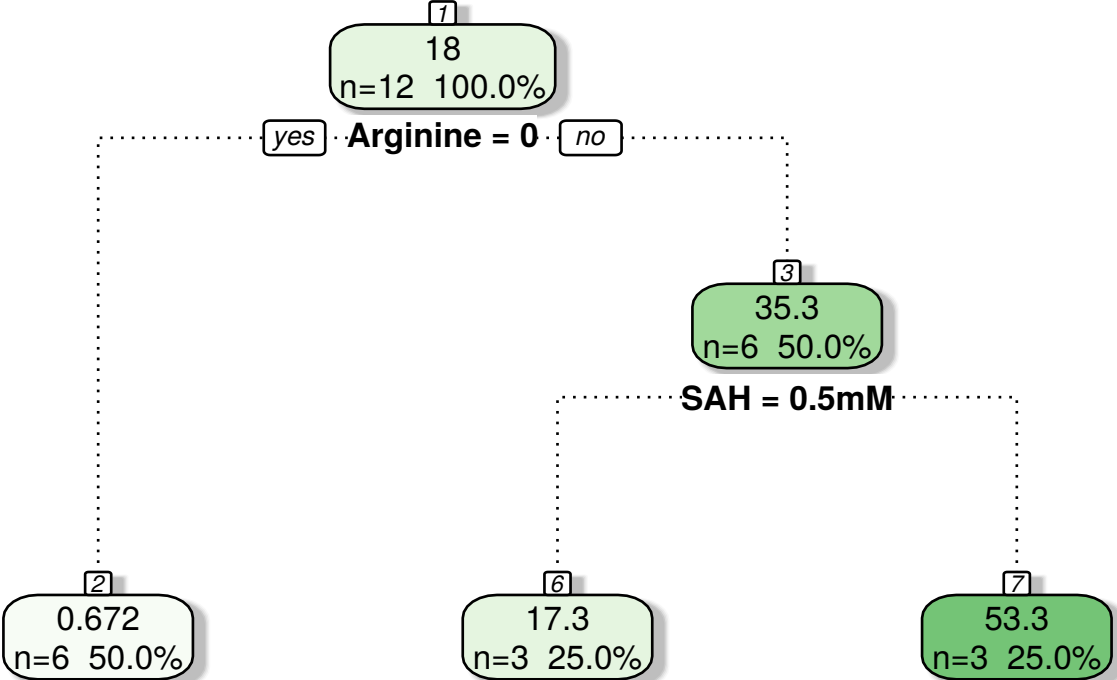 1
18
n=12 100.0%
yes Arginine = 0 no
3
35.3
n=6 50.0%
SAH = 0.5mM
2 6 7
0.672 17.3 53.3
n=6 50.0% n=3 25.0% n=3 25.0%